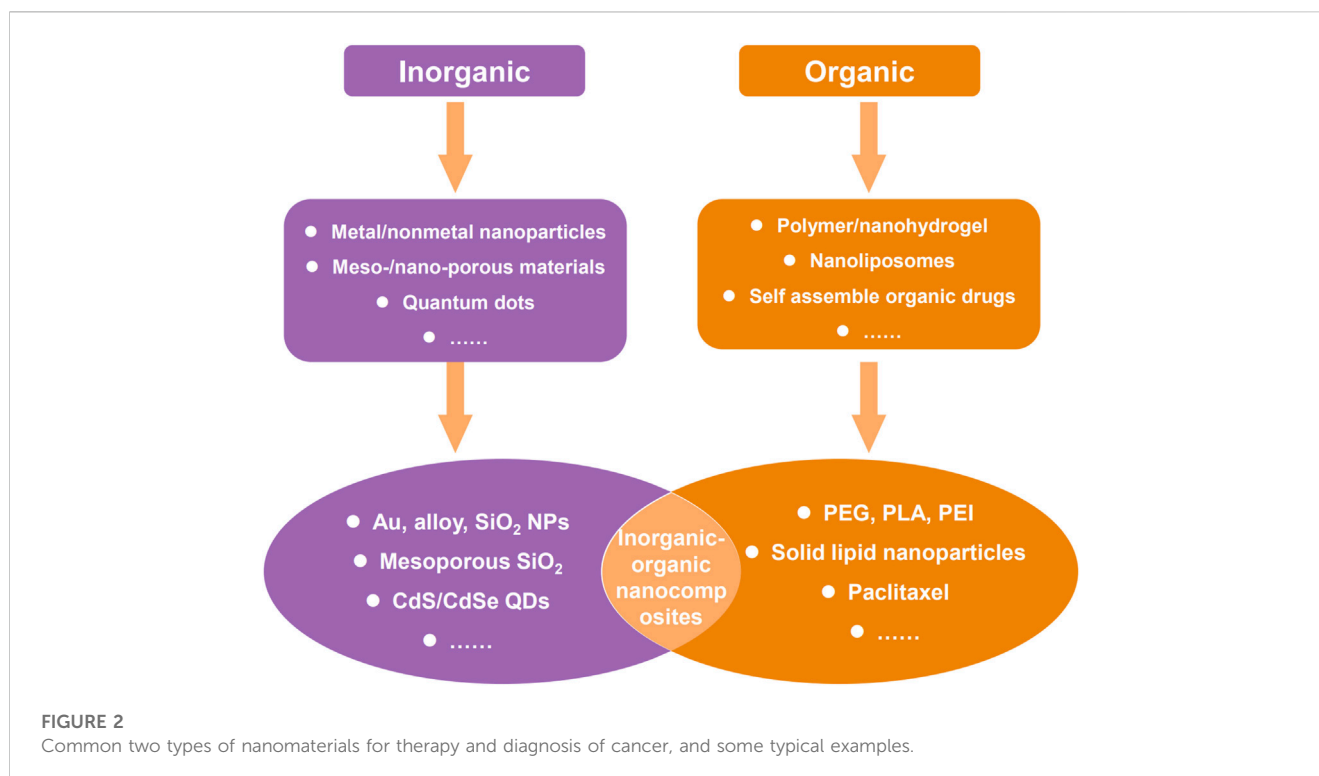 Inorganic
Organic
● Metal/nonmetal nanoparticles
● Meso-/nano-porous materials
● Quantum dots
● ......
● Polymer/nanohydrogel
● Nanoliposomes
● Self assemble organic drugs
● ......
● Au, alloy, SiO₂ NPs
● Mesoporous SiO₂
● CdS/CdSe QDs
● ......
Inorganic-
organic
nanocomp
osites
● PEG, PLA, PEI
● Solid lipid nanoparticles
● Paclitaxel
● ......
FIGURE 2
Common two types of nanomaterials for therapy and diagnosis of cancer, and some typical examples.